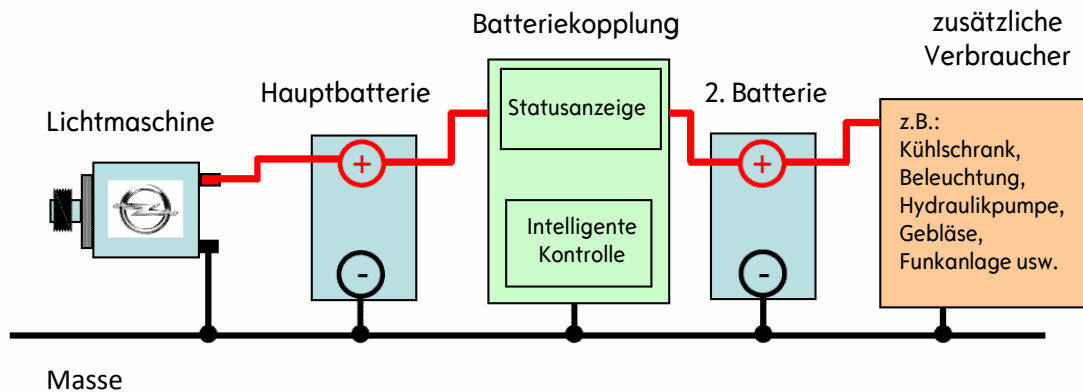 Batteriekopplung
zusätzliche
Verbraucher
Hauptbatterie
2. Batterie
Lichtmaschine
Statusanzeige
z.B.:
Kühlschrank,
Beleuchtung,
Hydraulikpumpe,
Gebläse,
Funkanlage usw.
+
+
Intelligente
Kontrolle
-
-
Masse